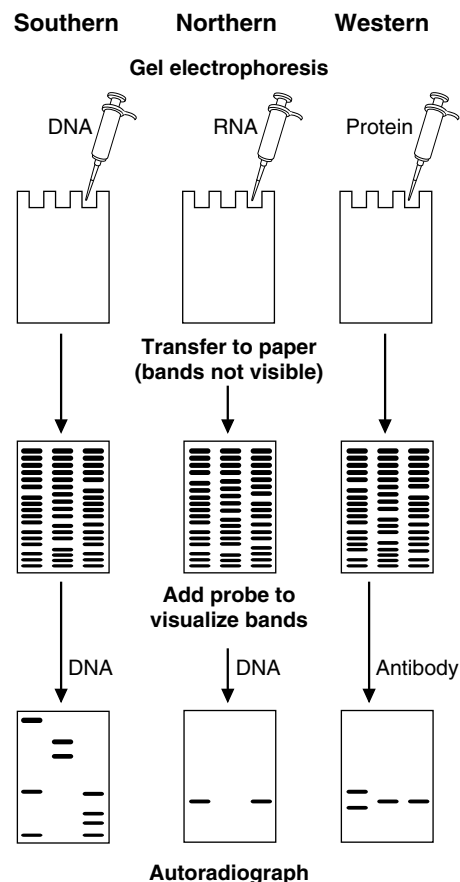 Southern Northern Western
Gel electrophoresis
DNA RNA Protein
Transfer to paper
(bands not visible)
Add probe to
visualize bands
DNA DNA Antibody
Autoradiograph